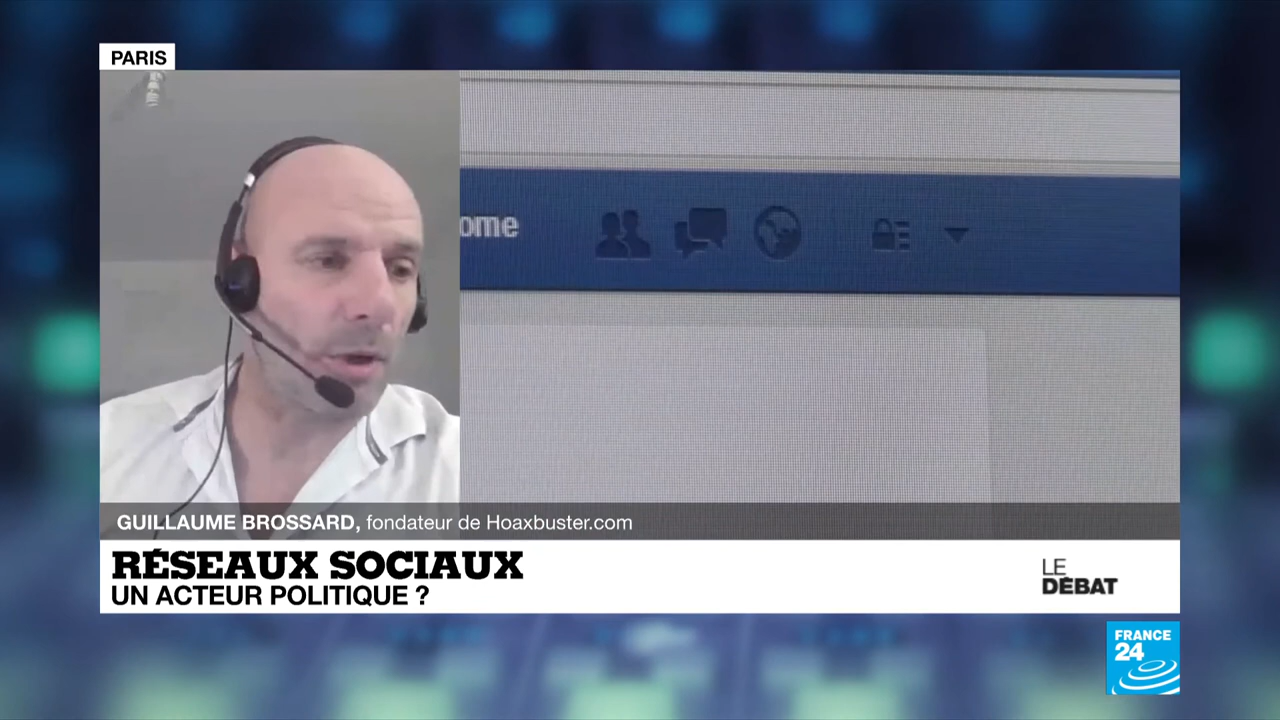 PARIS
ome
GUILLAUME BROSSARD, fondateur de Hoaxbuster.com
RÉSEAUX SOCIAUX
UN ACTEUR POLITIQUE ?
LE
DÉBAT
FRANCE
24